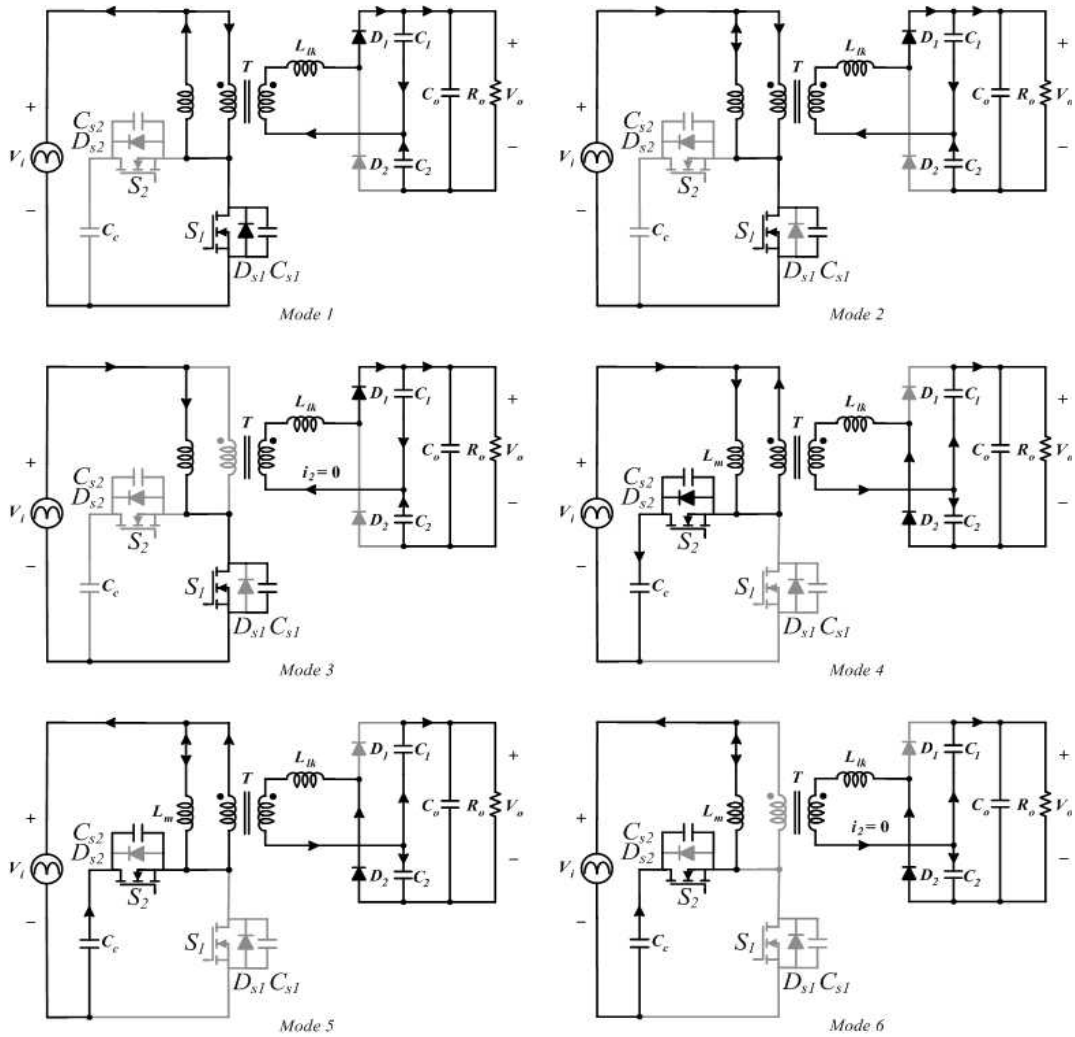 L_lk D_1 C_1 +
T C_o R_o V_o
+ C_s2 D_s2 −
V_i S_2 D_2 C_2
− C_c S_1
D_s1 C_s1
Mode 1
L_lk D_1 C_1 +
T C_o R_o V_o
+ C_s2 D_s2 −
V_i S_2 D_2 C_2
− C_c S_1
D_s1 C_s1
Mode 2
L_lk D_1 C_1 +
T C_o R_o V_o
+ C_s2 D_s2 i_2 = 0 −
V_i S_2 D_2 C_2
− C_c S_1
D_s1 C_s1
Mode 3
L_lk D_1 C_1 +
T L_m C_o R_o V_o
+ C_s2 D_s2 −
V_i S_2 D_2 C_2
− C_c S_1
D_s1 C_s1
Mode 4
L_lk D_1 C_1 +
T L_m C_o R_o V_o
+ C_s2 D_s2 −
V_i S_2 D_2 C_2
− C_c S_1
D_s1 C_s1
Mode 5
L_lk D_1 C_1 +
T L_m C_o R_o V_o
+ C_s2 D_s2 i_2 = 0 −
V_i S_2 D_2 C_2
− C_c S_1
D_s1 C_s1
Mode 6